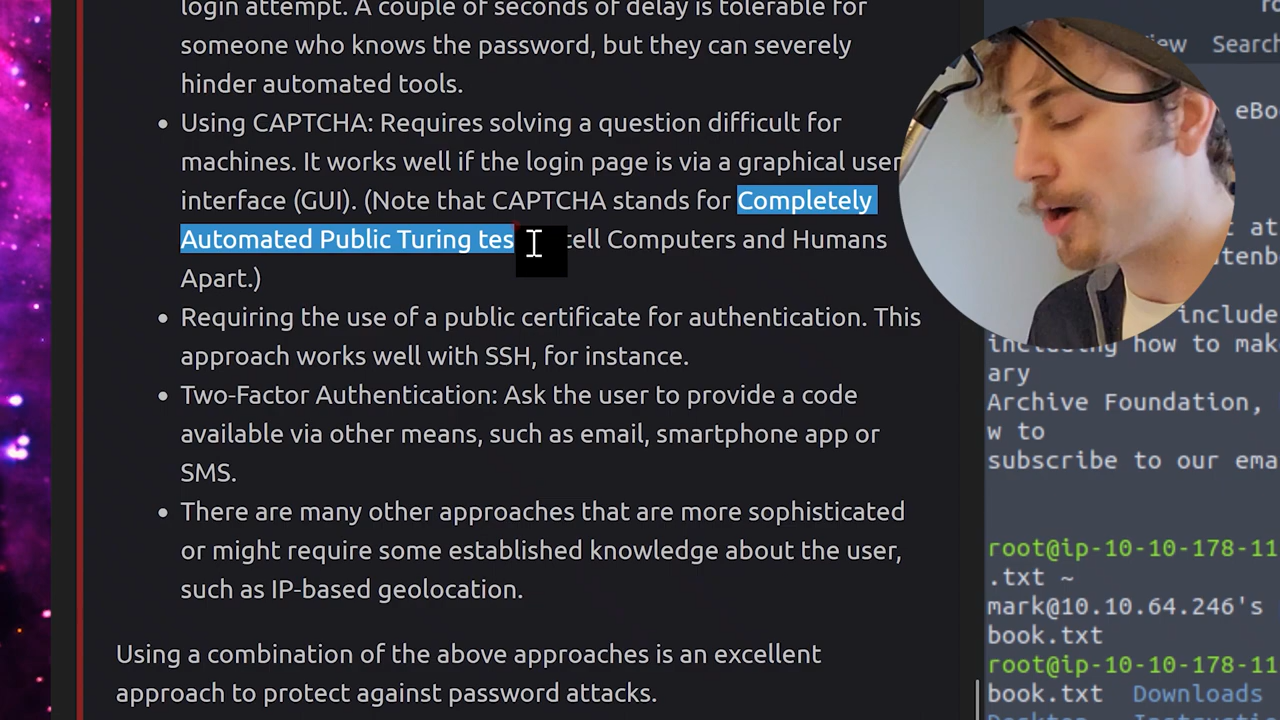 login attempt. A couple of seconds of delay is tolerable for
someone who knows the password, but they can severely
hinder automated tools.
• Using CAPTCHA: Requires solving a question difficult for
machines. It works well if the login page is via a graphical user
interface (GUI). (Note that CAPTCHA stands for Completely
Automated Public Turing tes tell Computers and Humans
Apart.)
• Requiring the use of a public certificate for authentication. This
approach works well with SSH, for instance.
• Two-Factor Authentication: Ask the user to provide a code
available via other means, such as email, smartphone app or
SMS.
• There are many other approaches that are more sophisticated
or might require some established knowledge about the user,
such as IP-based geolocation.
Using a combination of the above approaches is an excellent
approach to protect against password attacks.
Search
eBo
at
include
including how to mak
ary
Archive Foundation,
w to
subscribe to our ema
root@ip-10-10-178-11
.txt ~
mark@10.10.64.246's
book.txt
root@ip-10-10-178-11
book.txt Downloads